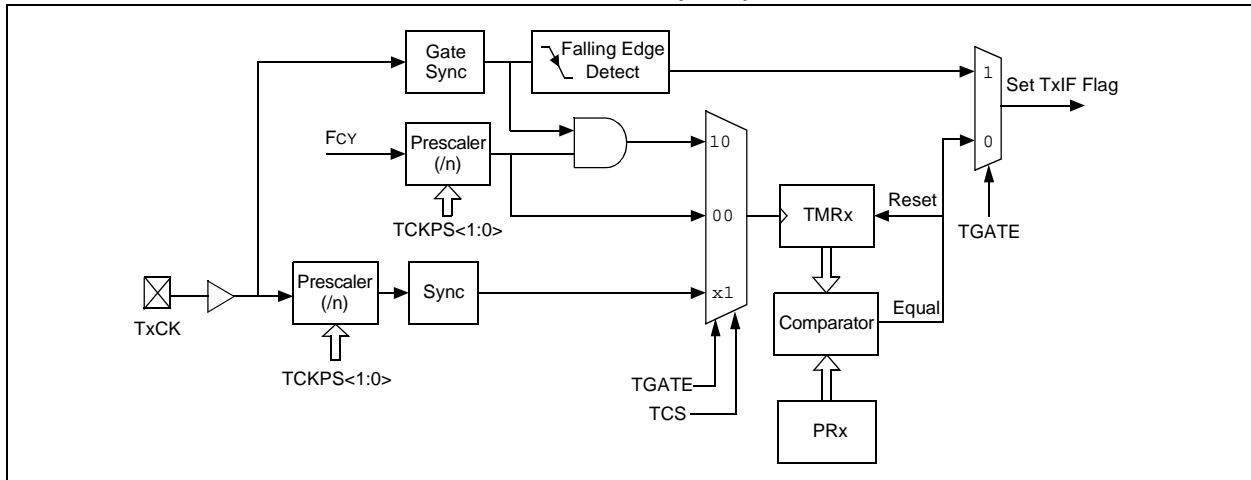 Gate
Sync
Falling Edge
Detect
1
Set TxIF Flag
FCY
Prescaler
(/n)
10
0
TCKPS<1:0>
00
TMRx
Reset
TGATE
TxCK
Prescaler
(/n)
Sync
x1
Comparator
Equal
TCKPS<1:0>
TGATE
TCS
PRx